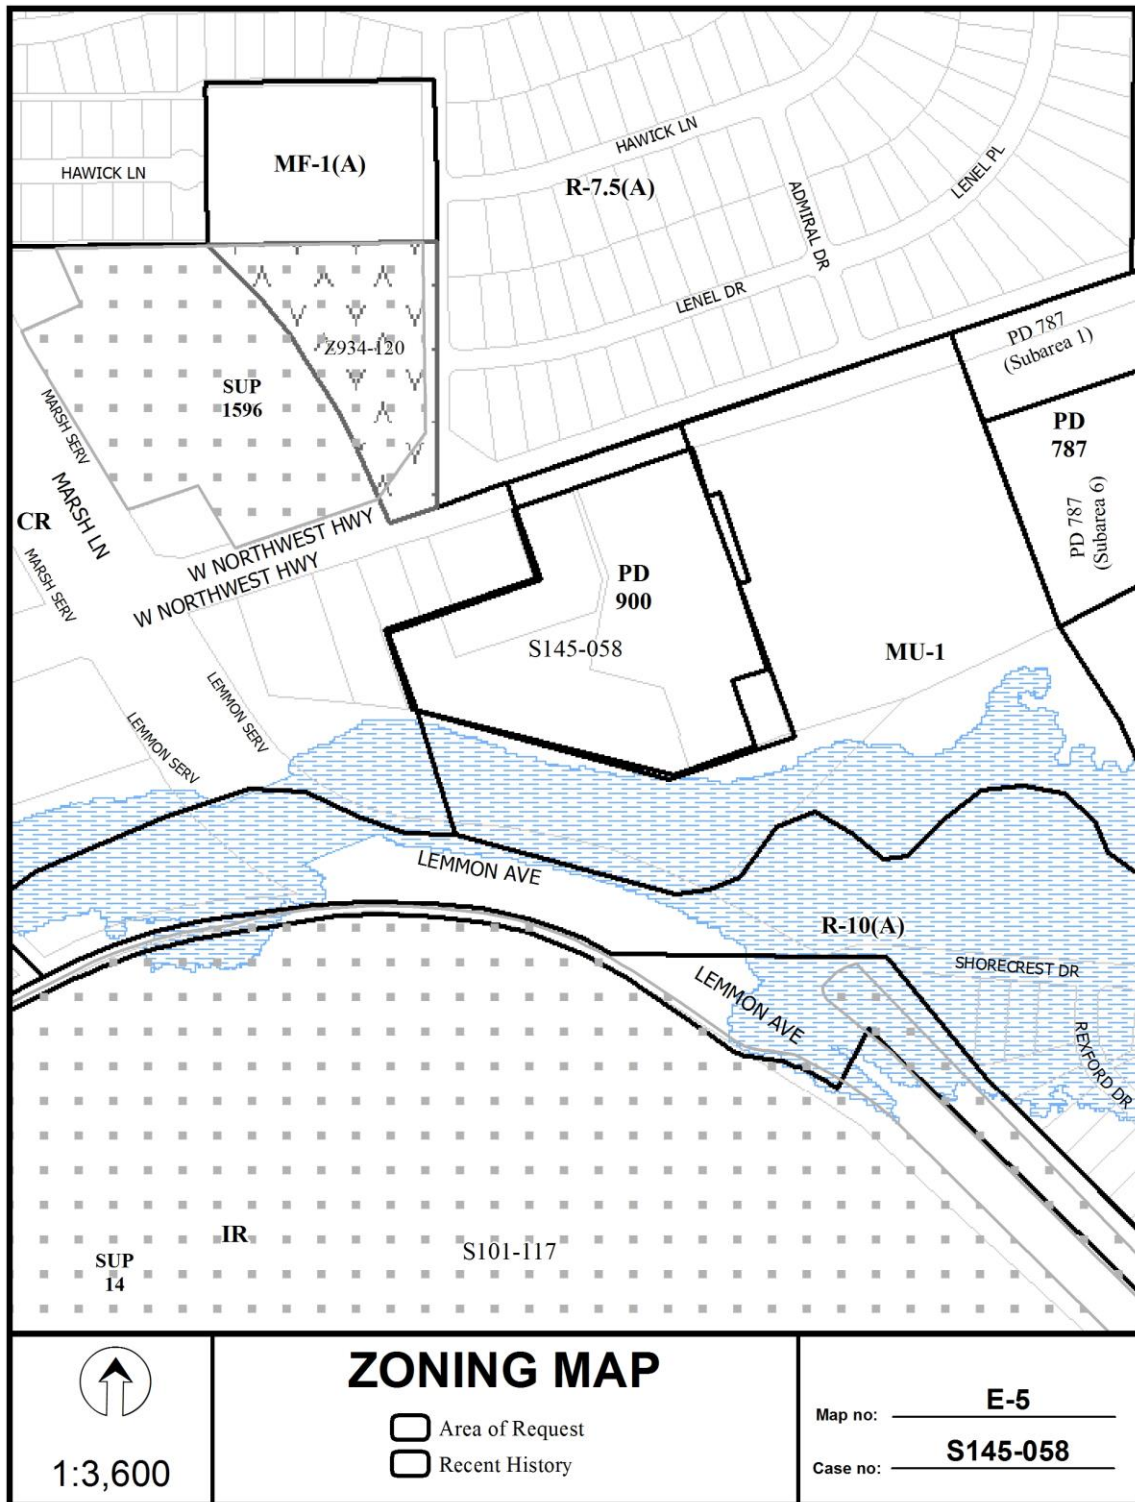 HAWICK LN
MF-1(A)
HAWICK LN
R-7.5(A)
ADMIRAL DR
LENEL PL
LENEL DR
PD 787
(Subarea 1)
Z934-120
SUP
1596
MARSH SERV
MARSH LN
CR
MARSH SERV
W NORTHWEST HWY
W NORTHWEST HWY
PD
787
PD 787
(Subarea 6)
PD
900
S145-058
MU-1
LEMMON SERV
LEMMON SERV
LEMMON AVE
R-10(A)
SHORECREST DR
LEMMON AVE
REXFORD DR
IR
SUP
14
S101-117
1:3,600
ZONING MAP
Area of Request
Recent History
Map no: E-5
Case no: S145-058